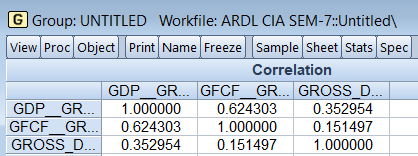 G Group: UNTITLED Workfile: ARDL CIA SEM-7::Untitled\
View Proc Object Print Name Freeze Sample Sheet Stats Spec
Correlation
GDP__GR... GFCF__GR... GROSS_D...
GDP__GR... 1.000000 0.624303 0.352954
GFCF__GR... 0.624303 1.000000 0.151497
GROSS_D... 0.352954 0.151497 1.000000